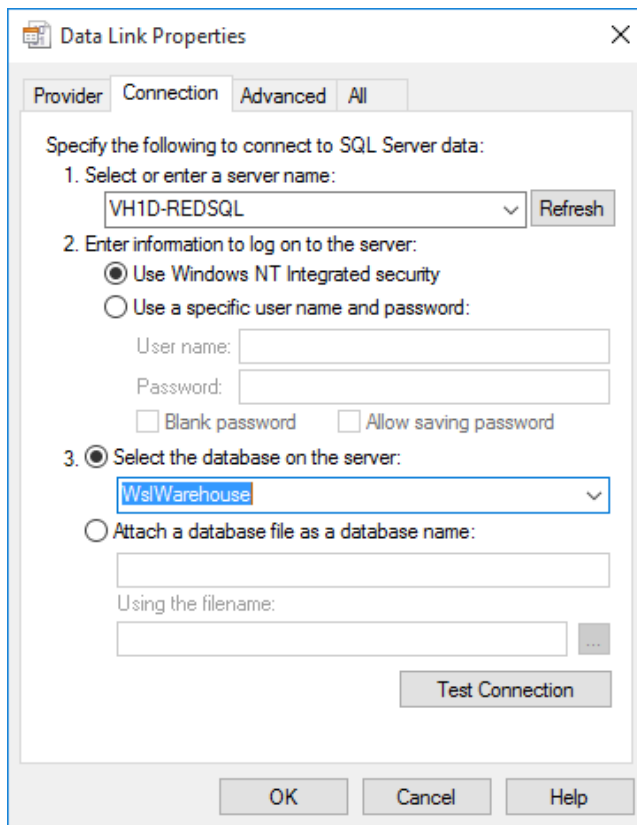 Data Link Properties
Provider Connection Advanced All
Specify the following to connect to SQL Server data:
1. Select or enter a server name:
VH1D-REDSQL Refresh
2. Enter information to log on to the server:
Use Windows NT Integrated security
Use a specific user name and password:
User name:
Password:
Blank password Allow saving password
3. Select the database on the server:
WslWarehouse
Attach a database file as a database name:
Using the filename:
...
Test Connection
OK Cancel Help